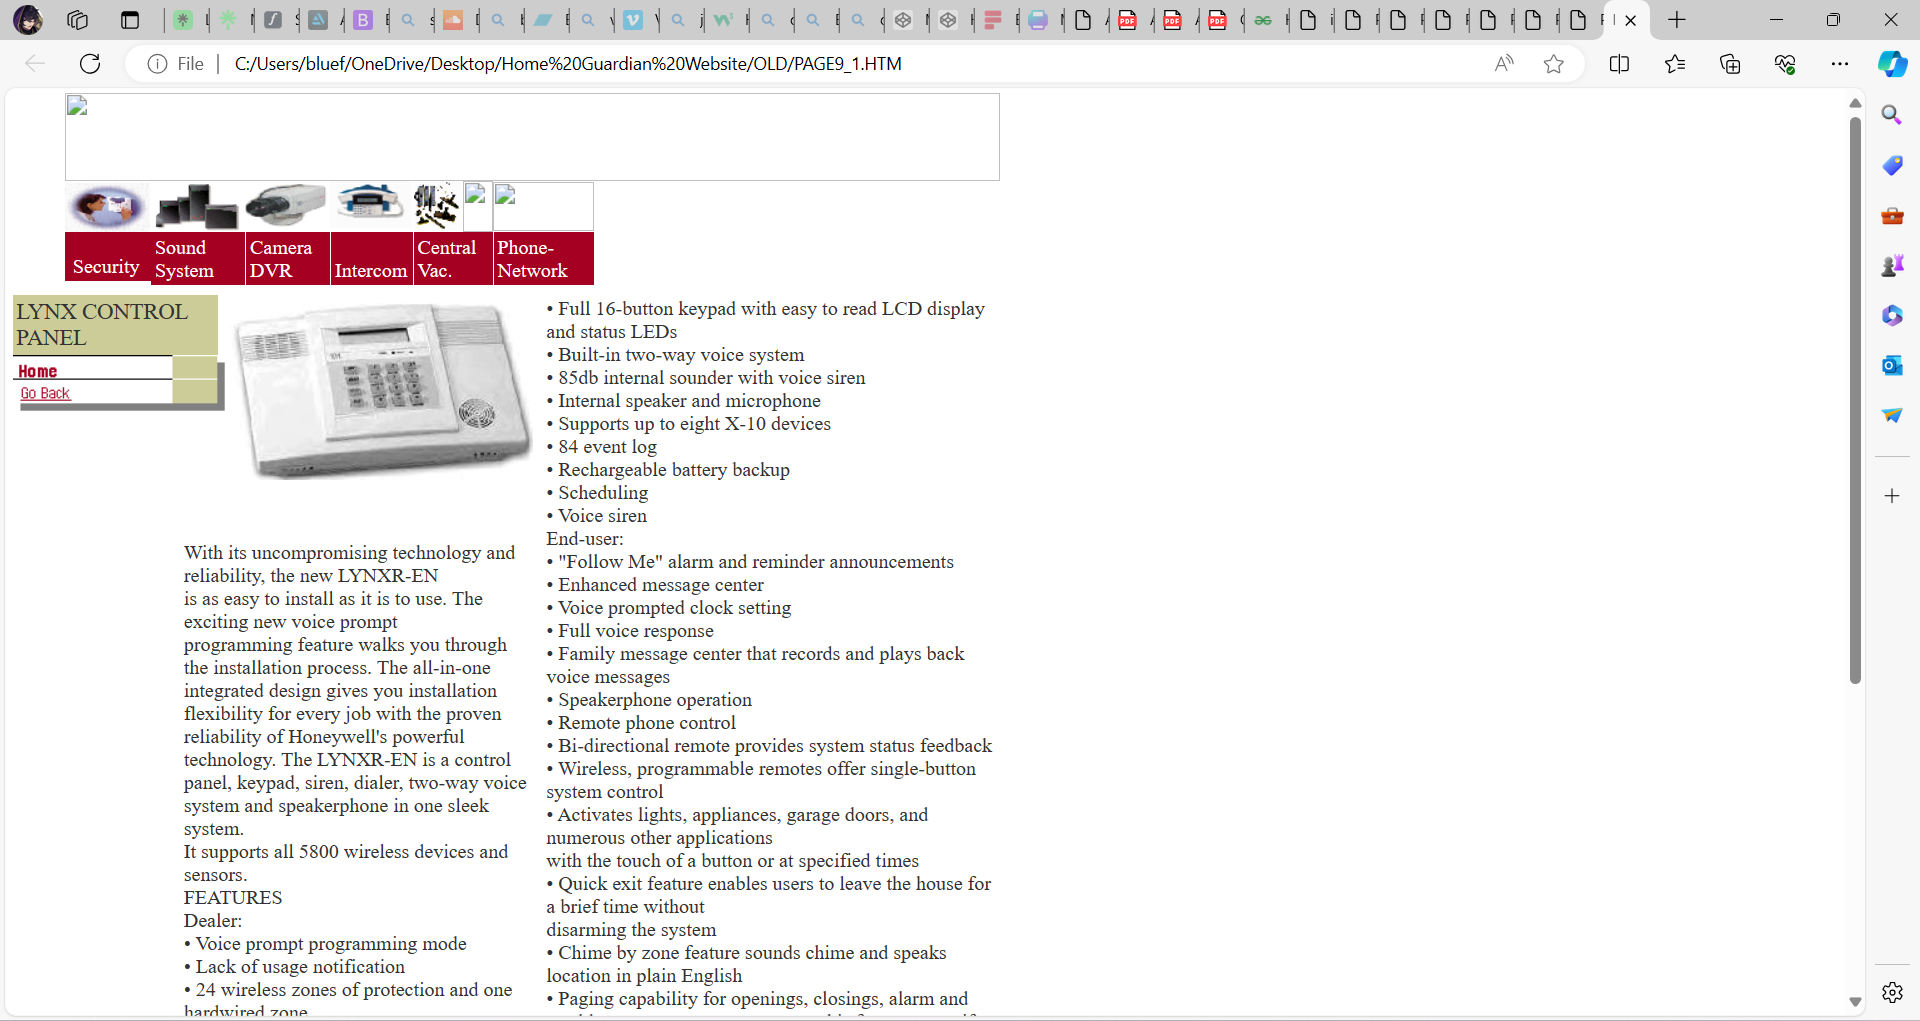 File
C:/Users/bluef/OneDrive/Desktop/Home%20Guardian%20Website/OLD/PAGE9_1.HTM
Security
Sound
System
Camera
DVR
Intercom
Central
Vac.
Phone-
Network
LYNX CONTROL
PANEL
Home
Go Back
With its uncompromising technology and
reliability, the new LYNXR-EN
is as easy to install as it is to use. The
exciting new voice prompt
programming feature walks you through
the installation process. The all-in-one
integrated design gives you installation
flexibility for every job with the proven
reliability of Honeywell's powerful
technology. The LYNXR-EN is a control
panel, keypad, siren, dialer, two-way voice
system and speakerphone in one sleek
system.
It supports all 5800 wireless devices and
sensors.
FEATURES
Dealer:
• Voice prompt programming mode
• Lack of usage notification
• 24 wireless zones of protection and one
hardwired zone
• Full 16-button keypad with easy to read LCD display
and status LEDs
• Built-in two-way voice system
• 85db internal sounder with voice siren
• Internal speaker and microphone
• Supports up to eight X-10 devices
• 84 event log
• Rechargeable battery backup
• Scheduling
• Voice siren
End-user:
• "Follow Me" alarm and reminder announcements
• Enhanced message center
• Voice prompted clock setting
• Full voice response
• Family message center that records and plays back
voice messages
• Speakerphone operation
• Remote phone control
• Bi-directional remote provides system status feedback
• Wireless, programmable remotes offer single-button
system control
• Activates lights, appliances, garage doors, and
numerous other applications
with the touch of a button or at specified times
• Quick exit feature enables users to leave the house for
a brief time without
disarming the system
• Chime by zone feature sounds chime and speaks
location in plain English
• Paging capability for openings, closings, alarm and